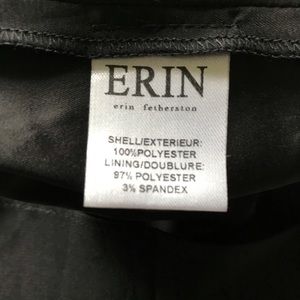 ERIN
erin fetherston
SHELL/EXTERIEUR:
100%POLYESTER
LINING/DOUBLURE:
97% POLYESTER
3% SPANDEX